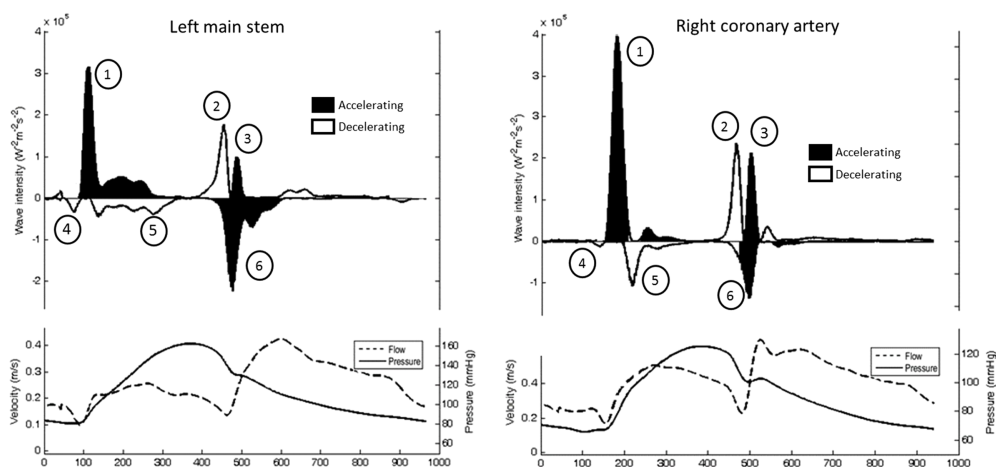 Left main stem
× 10⁵
4
3
2
1
0
-1
-2
Wave intensity (W⁻²m⁻²s⁻²)
1
2
3
4
5
6
Accelerating
Decelerating
0.4
0.3
0.2
0.1
0
Velocity (m/s)
160
140
120
100
80
60
Pressure (mmHg)
Flow
Pressure
0 100 200 300 400 500 600 700 800 900 1000
Right coronary artery
× 10⁵
4
3
2
1
0
-1
Wave intensity (W⁻²m⁻²s⁻²)
1
2
3
4
5
6
Accelerating
Decelerating
0.4
0.2
0
Velocity (m/s)
120
100
80
60
Pressure (mmHg)
Flow
Pressure
0 100 200 300 400 500 600 700 800 900 1000